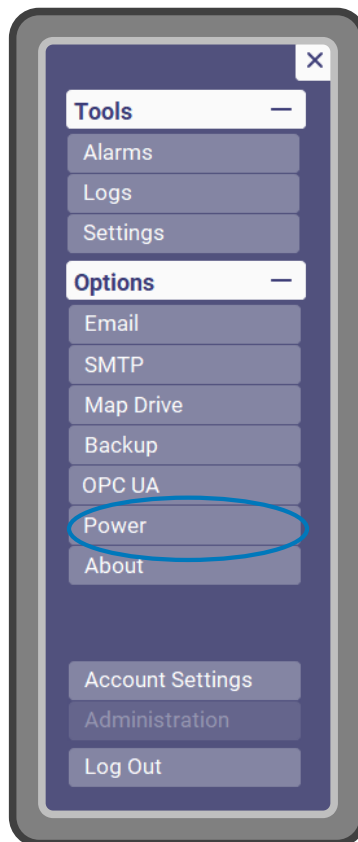 Tools
Alarms
Logs
Settings
Options
Email
SMTP
Map Drive
Backup
OPC UA
Power
About
Account Settings
Administration
Log Out